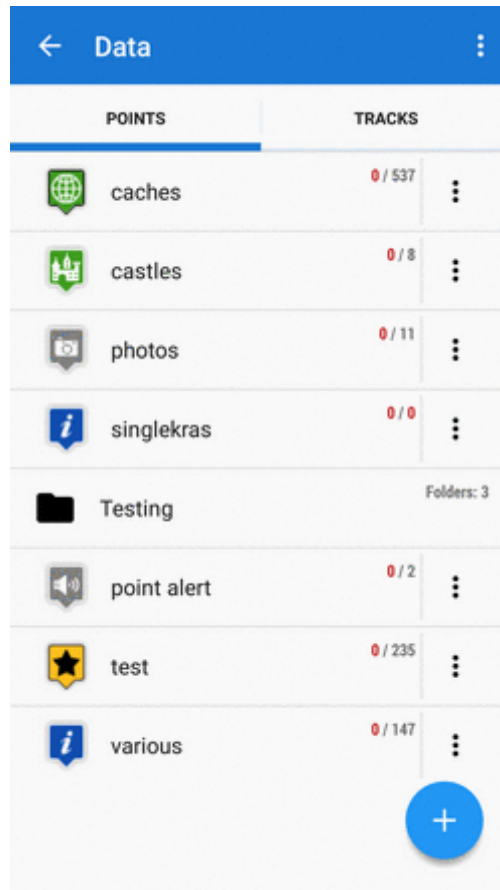 Data
POINTS TRACKS
caches 0 / 537
castles 0 / 8
photos 0 / 11
singlekras 0 / 0
Testing Folders: 3
point alert 0 / 2
test 0 / 235
various 0 / 147